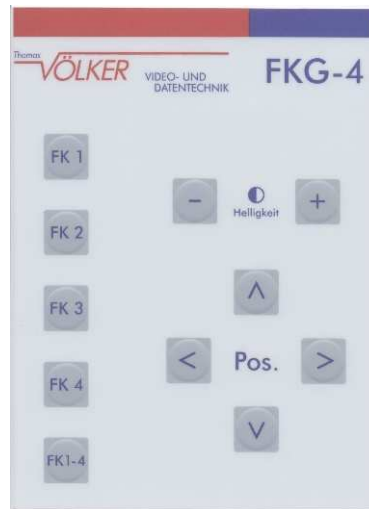 Thomas
VÖLKER
VIDEO- UND
DATENTECHNIK
FKG-4
FK 1
FK 2
FK 3
FK 4
FK1-4
-
Helligkeit
+
^
< Pos. >
v